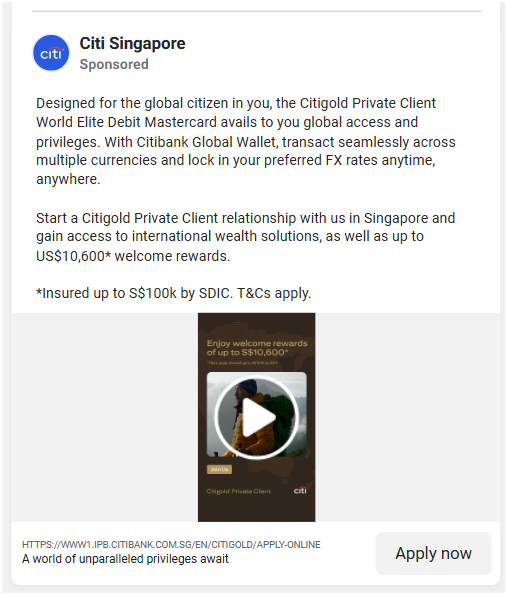 Citi Singapore
Sponsored
Designed for the global citizen in you, the Citigold Private Client
World Elite Debit Mastercard avails to you global access and
privileges. With Citibank Global Wallet, transact seamlessly across
multiple currencies and lock in your preferred FX rates anytime,
anywhere.
Start a Citigold Private Client relationship with us in Singapore and
gain access to international wealth solutions, as well as up to
US$10,600* welcome rewards.
*Insured up to S$100k by SDIC. T&Cs apply.
Enjoy welcome rewards
of up to S$10,600*
Join Us
Citigold Private Client
citi
HTTPS://WWW1.IPB.CITIBANK.COM.SG/EN/CITIGOLD/APPLY-ONLINE
A world of unparalleled privileges await
Apply now